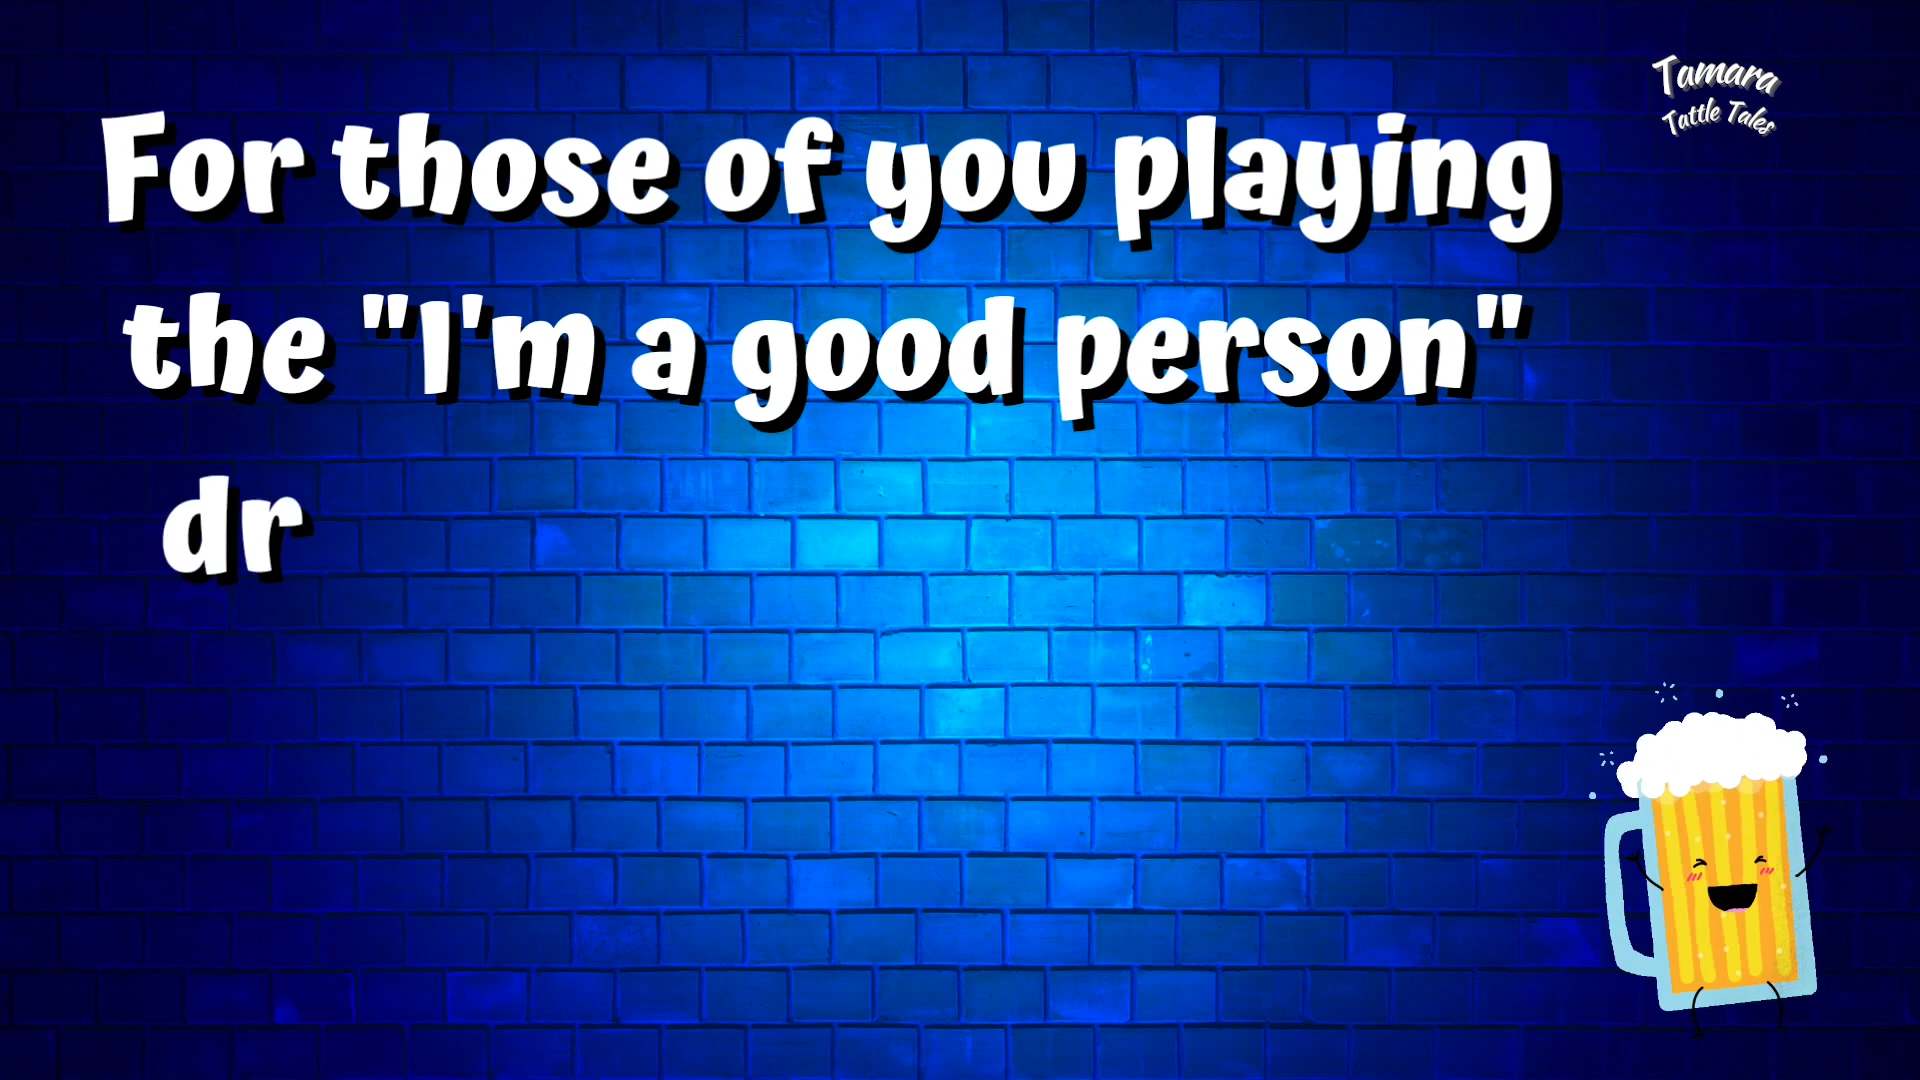 Tamara
Tattle Tales
For those of you playing
the "I'm a good person"
dr